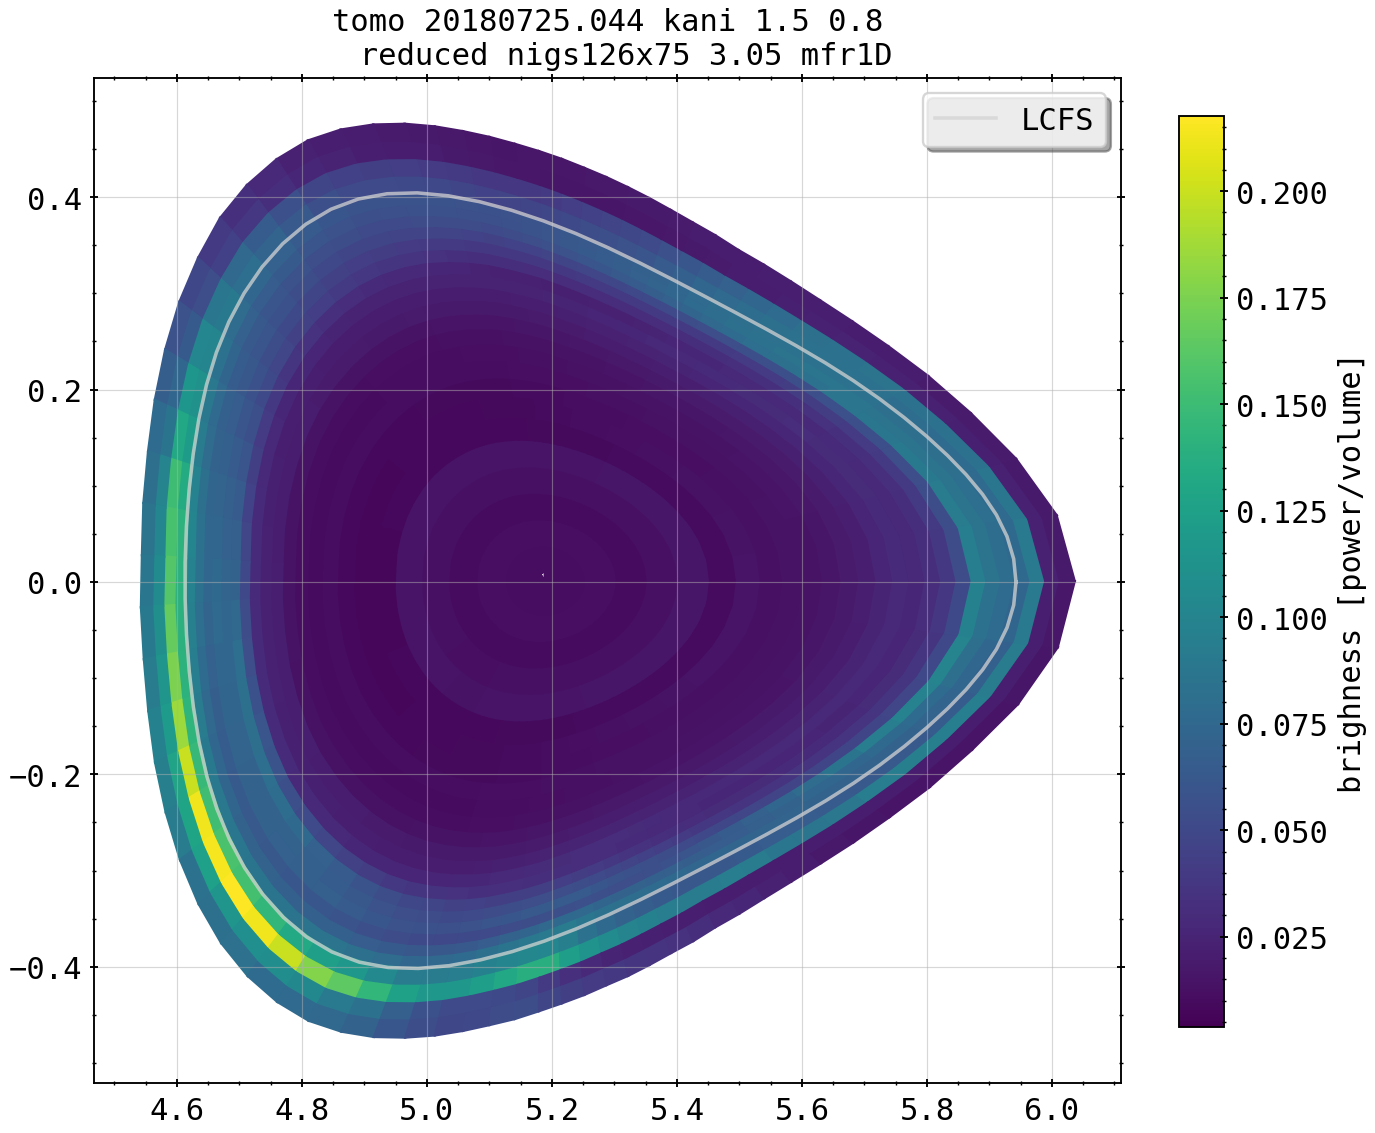 tomo 20180725.044 kani 1.5 0.8
reduced nigs126x75 3.05 mfr1D
LCFS
0.4
0.2
0.0
−0.2
−0.4
4.6 4.8 5.0 5.2 5.4 5.6 5.8 6.0
0.200
0.175
0.150
0.125
0.100
0.075
0.050
0.025
brighness [power/volume]